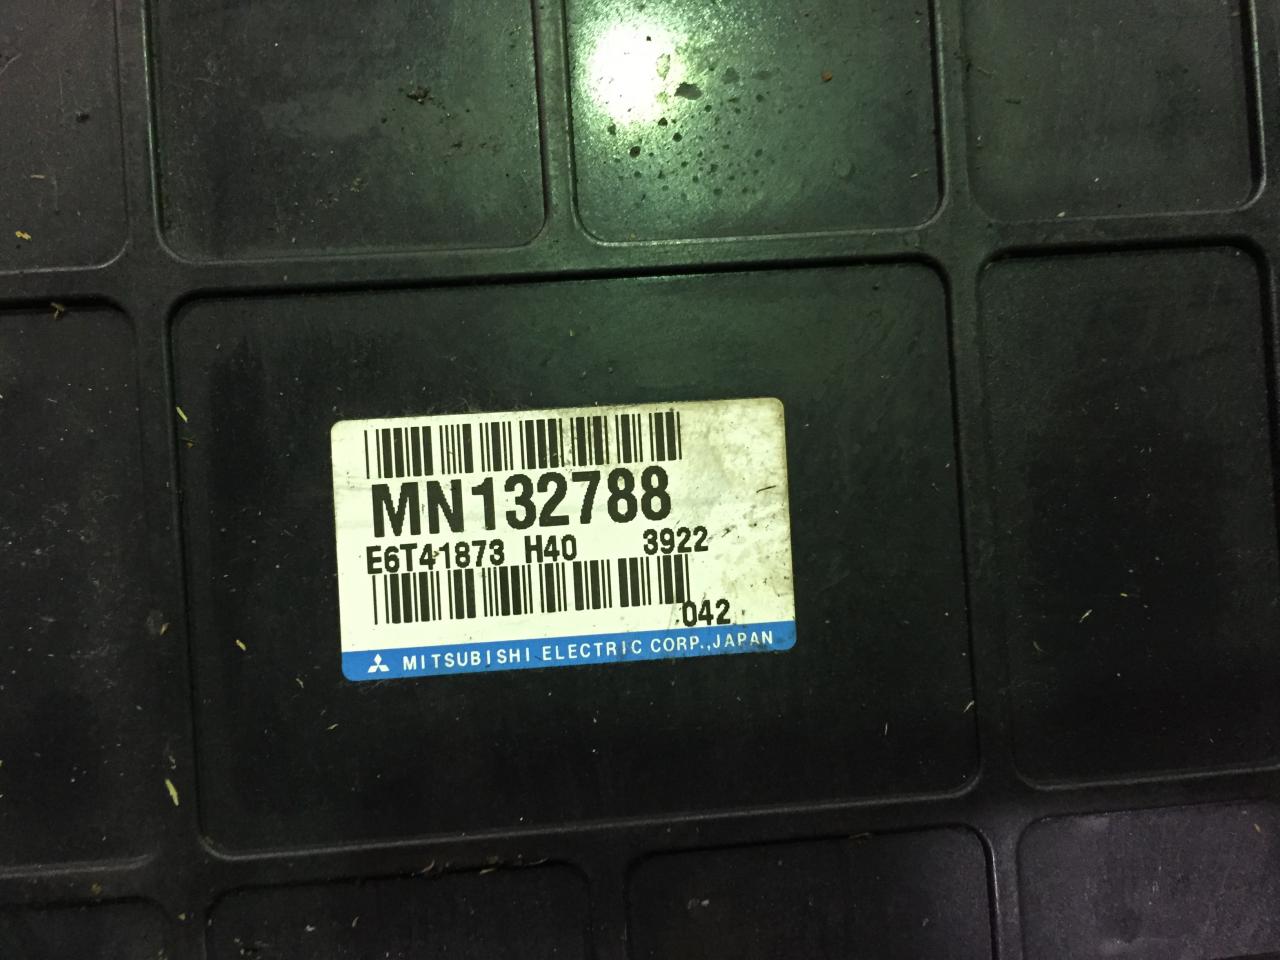 MN132788
E6T41873 H40 3922
042
MITSUBISHI ELECTRIC CORP.,JAPAN